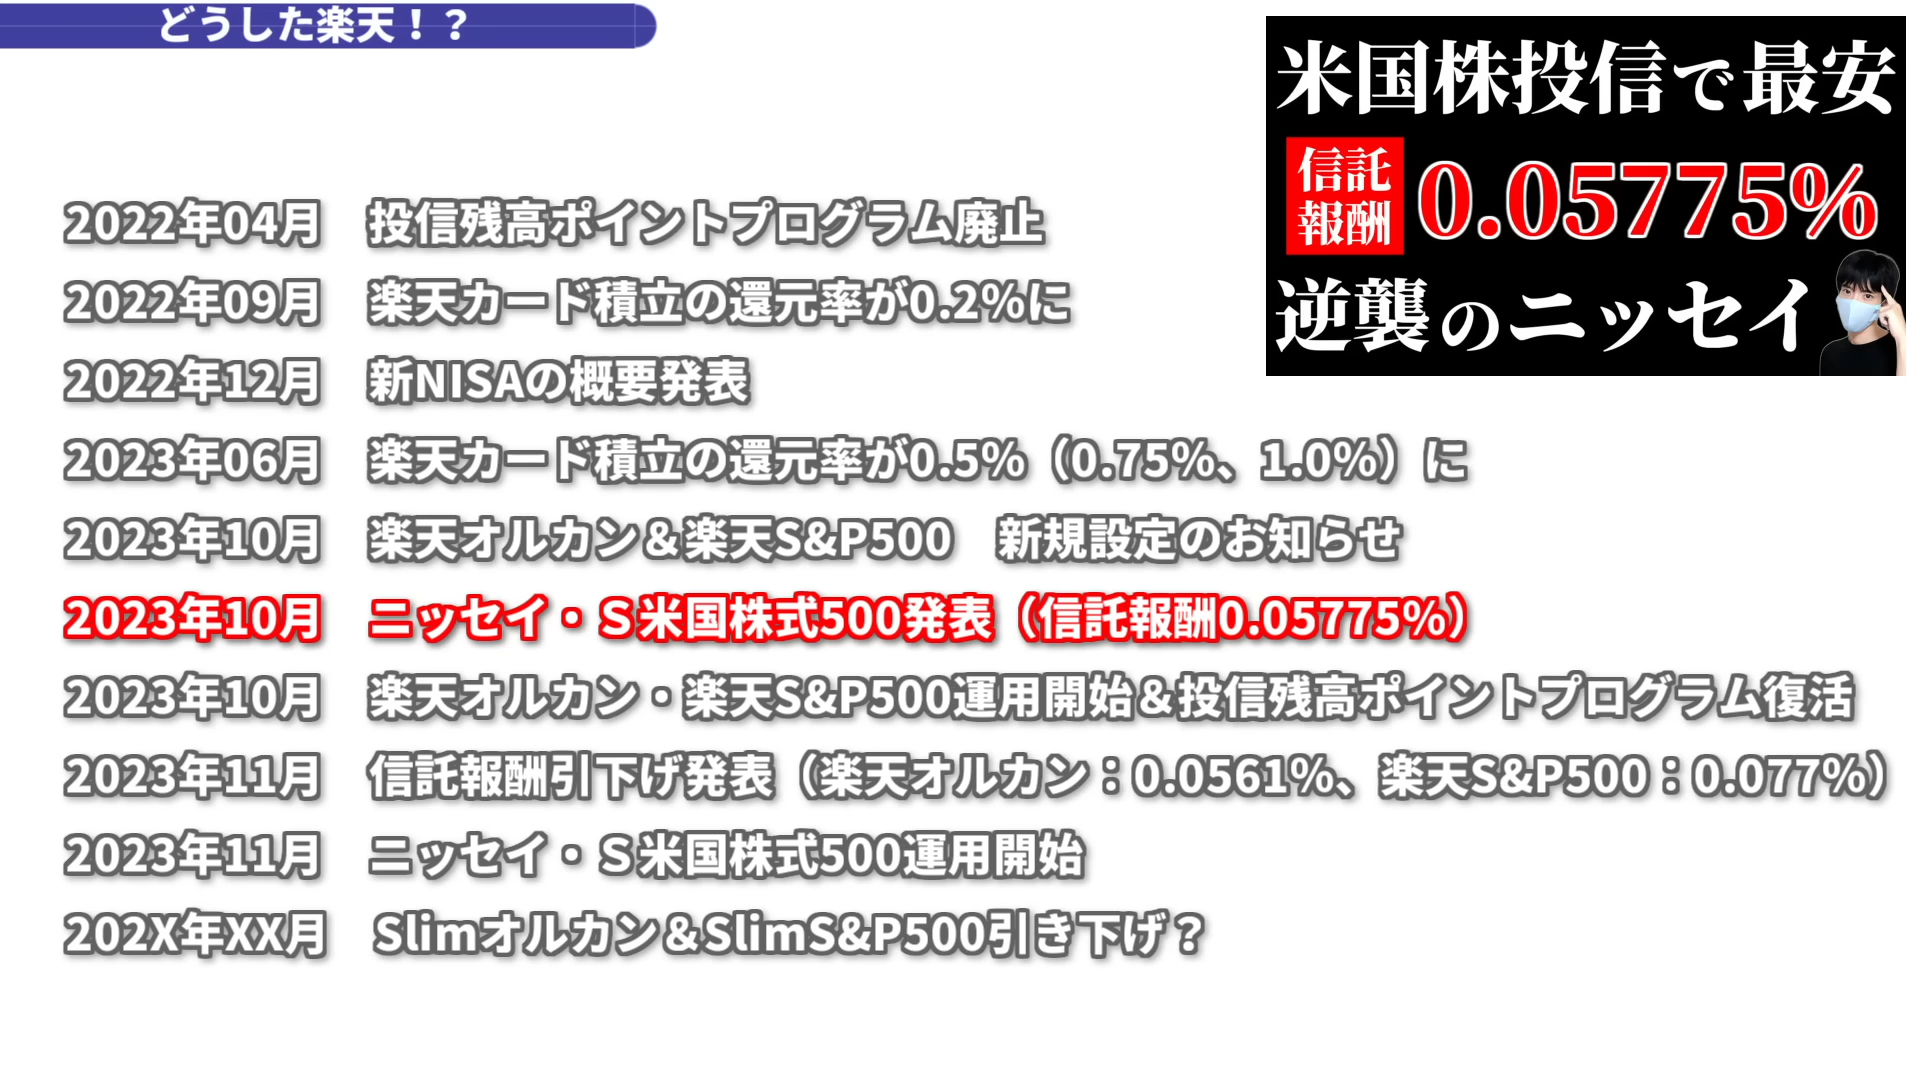 どうした楽天！？
米国株投信で最安
信託
報酬
0.05775%
逆襲のニッセイ
2022年04月　投信残高ポイントプログラム廃止
2022年09月　楽天カード積立の還元率が0.2%に
2022年12月　新NISAの概要発表
2023年06月　楽天カード積立の還元率が0.5%（0.75%、1.0%）に
2023年10月　楽天オルカン＆楽天S&P500　新規設定のお知らせ
2023年10月　ニッセイ・Ｓ米国株式500発表（信託報酬0.05775%）
2023年10月　楽天オルカン・楽天S&P500運用開始＆投信残高ポイントプログラム復活
2023年11月　信託報酬引下げ発表（楽天オルカン：0.0561%、楽天S&P500：0.077%）
2023年11月　ニッセイ・Ｓ米国株式500運用開始
202X年XX月　Slimオルカン＆SlimS&P500引き下げ？